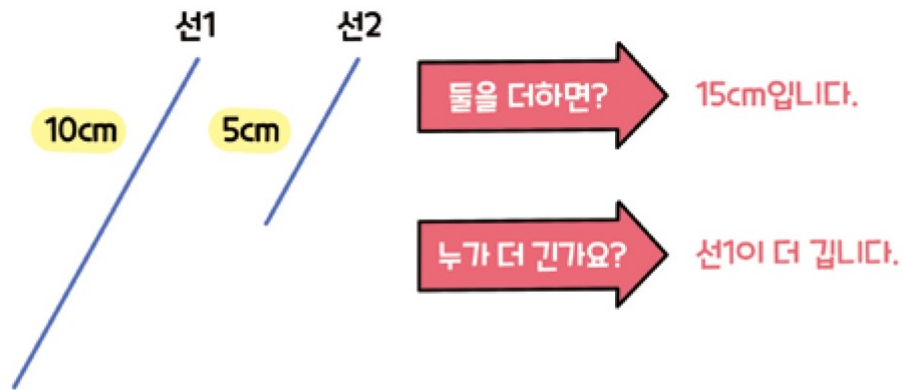 선1
선2
10cm
5cm
둘을 더하면?
15cm입니다.
누가 더 긴가요?
선1이 더 깁니다.